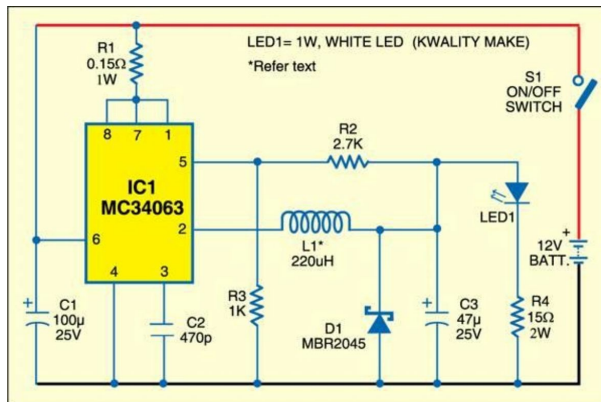 LED1= 1W, WHITE LED (KWALITY MAKE)
*Refer text
R1
0.15Ω
1W
S1
ON/OFF
SWITCH
8 7 1
R2
2.7K
5
IC1
MC34063
2
6
L1*
220uH
LED1
+
12V
BATT.
4 3
+
C1
100µ
25V
C2
470p
R3
1K
D1
MBR2045
+
C3
47µ
25V
R4
15Ω
2W